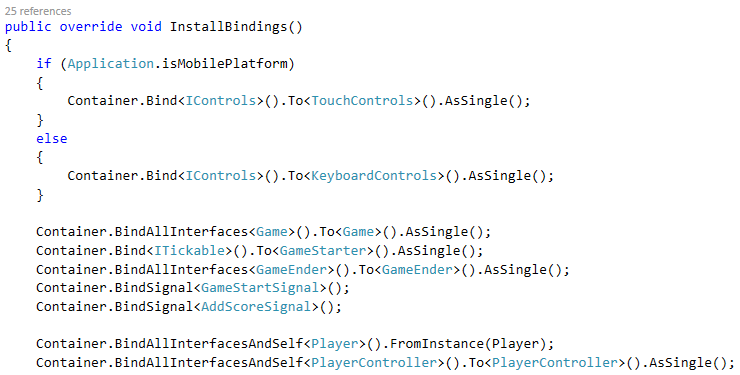 25 references
public override void InstallBindings()
{
    if (Application.isMobilePlatform)
    {
        Container.Bind<IControls>().To<TouchControls>().AsSingle();
    }
    else
    {
        Container.Bind<IControls>().To<KeyboardControls>().AsSingle();
    }

    Container.BindAllInterfaces<Game>().To<Game>().AsSingle();
    Container.Bind<ITickable>().To<GameStarter>().AsSingle();
    Container.BindAllInterfaces<GameEnder>().To<GameEnder>().AsSingle();
    Container.BindSignal<GameStartSignal>();
    Container.BindSignal<AddScoreSignal>();

    Container.BindAllInterfacesAndSelf<Player>().FromInstance(Player);
    Container.BindAllInterfacesAndSelf<PlayerController>().To<PlayerController>().AsSingle();